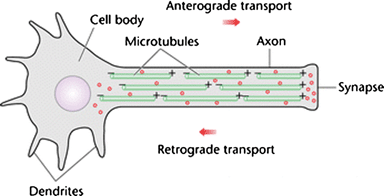 Anterograde transport
Cell body
Microtubules
Axon
− + − + − +
− + − + − +
− + − + − +
Synapse
Retrograde transport
Dendrites